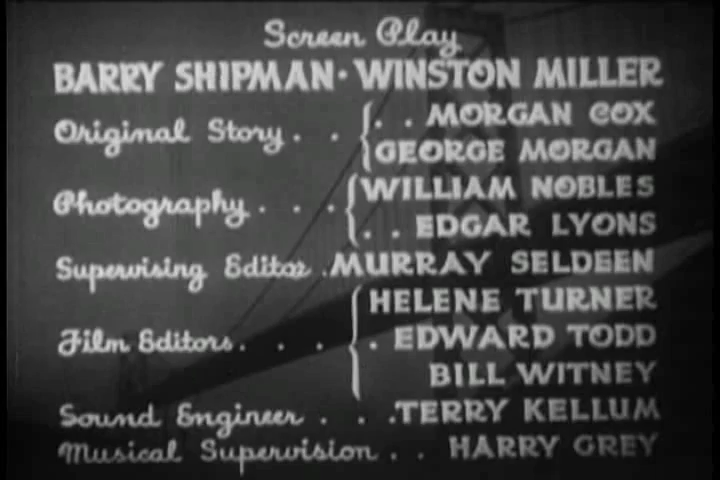 Screen Play
BARRY SHIPMAN · WINSTON MILLER
Original Story . . { . . MORGAN COX
GEORGE MORGAN
Photography . . . { WILLIAM NOBLES
. . EDGAR LYONS
Supervising Editor . MURRAY SELDEEN
HELENE TURNER
Film Editors . . . { . EDWARD TODD
BILL WITNEY
Sound Engineer . . . TERRY KELLUM
Musical Supervision . . HARRY GREY